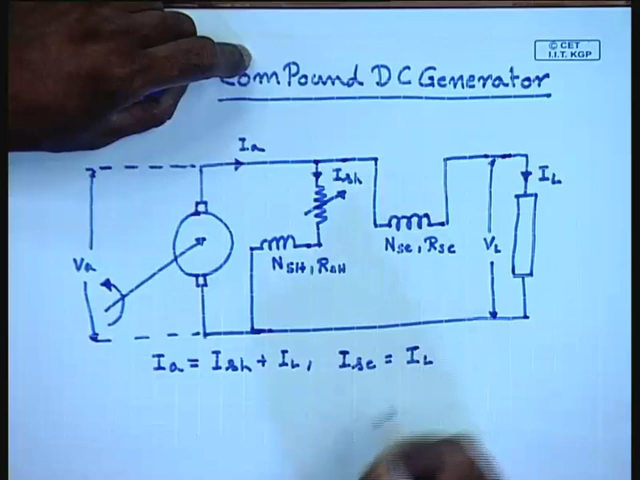 © CET
I.I.T. KGP
ComPound DC Generator
Ia
Ish
IL
Va
NSH, RSH
NSe, RSe
VL
Ia = Ish + IL, Ise = IL